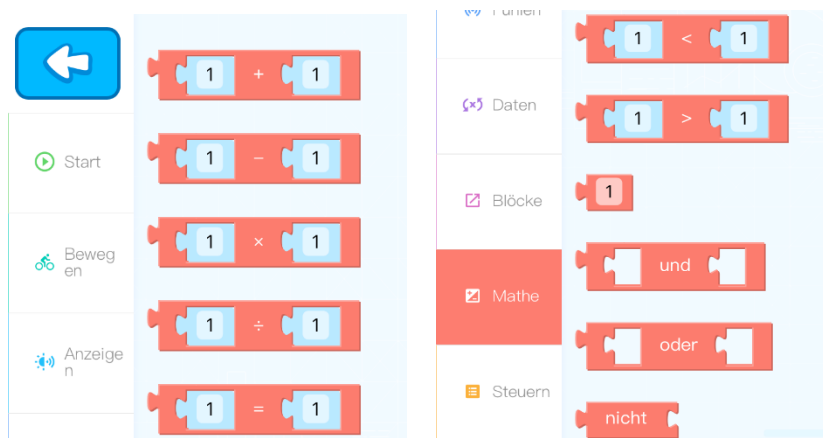 1 + 1
Start
1 − 1
1 × 1
Beweg
en
1 ÷ 1
Anzeige
n
1 = 1
Fühlen
1 < 1
Daten
1 > 1
Blöcke
1
und
Mathe
oder
Steuern
nicht